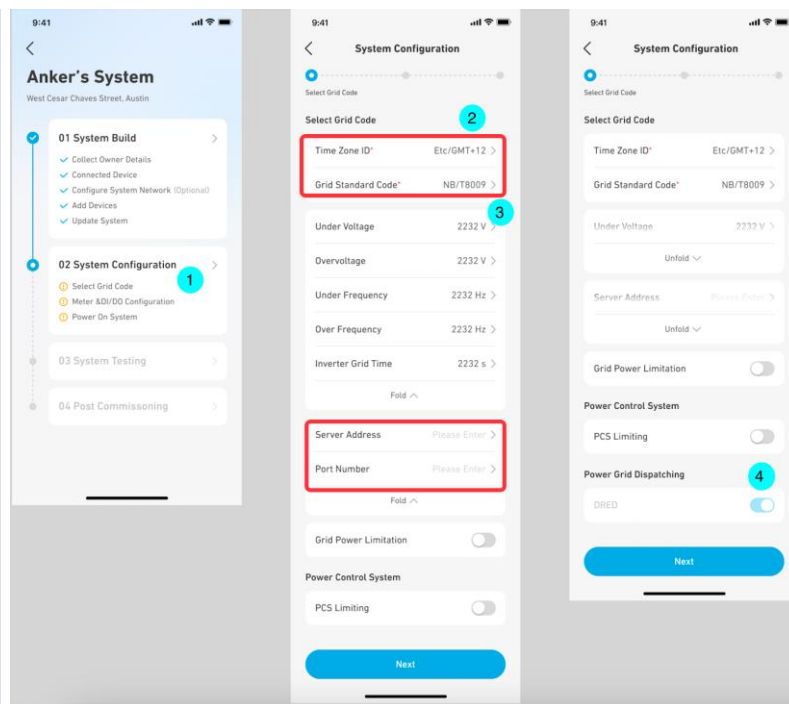 9:41
Anker's System
West Cesar Chaves Street, Austin
01 System Build
Collect Owner Details
Connected Device
Configure System Network (Optional)
Add Devices
Update System
02 System Configuration
1
Select Grid Code
Meter &DI/DO Configuration
Power On System
03 System Testing
04 Post Commissoning
9:41
System Configuration
Select Grid Code
Select Grid Code
2
Time Zone ID* Etc/GMT+12
Grid Standard Code* NB/T8009
3
Under Voltage 2232 V
Overvoltage 2232 V
Under Frequency 2232 Hz
Over Frequency 2232 Hz
Inverter Grid Time 2232 s
Fold
Server Address Please Enter
Port Number Please Enter
Fold
Grid Power Limitation
Power Control System
PCS Limiting
Next
9:41
System Configuration
Select Grid Code
Select Grid Code
Time Zone ID* Etc/GMT+12
Grid Standard Code* NB/T8009
Under Voltage 2232 V
Unfold
Server Address Please Enter
Unfold
Grid Power Limitation
Power Control System
PCS Limiting
Power Grid Dispatching
4
DRED
Next